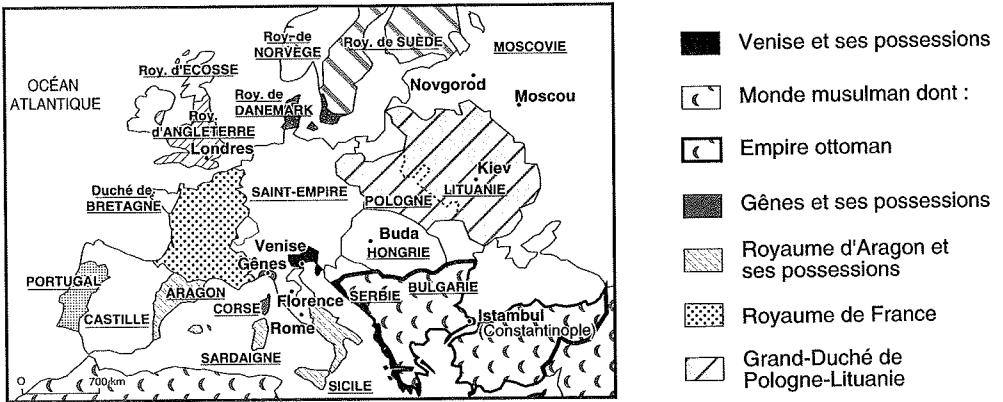 Roy. de
NORVÈGE
Roy. de SUÈDE
MOSCOVIE
OCÉAN
ATLANTIQUE
Roy. d'ECOSSE
Novgorod
Moscou
Roy. de
DANEMARK
Roy.
d'ANGLETERRE
Londres
Kiev
Duché de
BRETAGNE
SAINT-EMPIRE
LITUANIE
POLOGNE
Buda
HONGRIE
Venise
Gênes
PORTUGAL
ARAGON
CORSE
Florence
SERBIE
BULGARIE
CASTILLE
Rome
Istambul
(Constantinople)
SARDAIGNE
O
700 km
SICILE
Venise et ses possessions
Monde musulman dont :
Empire ottoman
Gênes et ses possessions
Royaume d'Aragon et
ses possessions
Royaume de France
Grand-Duché de
Pologne-Lituanie